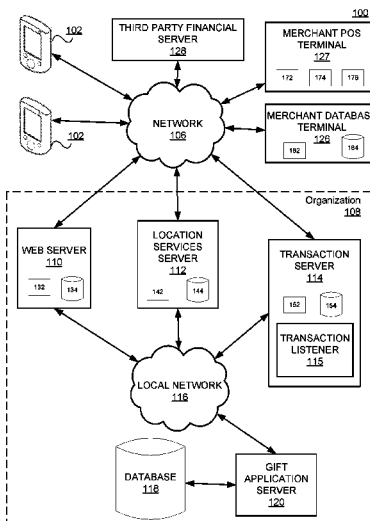 102
THIRD PARTY FINANCIAL
SERVER
128
100
MERCHANT POS
TERMINAL
127
172 174 176
102
NETWORK
106
MERCHANT DATABASE
TERMINAL
126
182 184
Organization
108
WEB SERVER
110
132 134
LOCATION
SERVICES
SERVER
112
142 144
TRANSACTION
SERVER
114
152 154
TRANSACTION
LISTENER
115
LOCAL NETWORK
116
DATABASE
118
GIFT
APPLICATION
SERVER
120